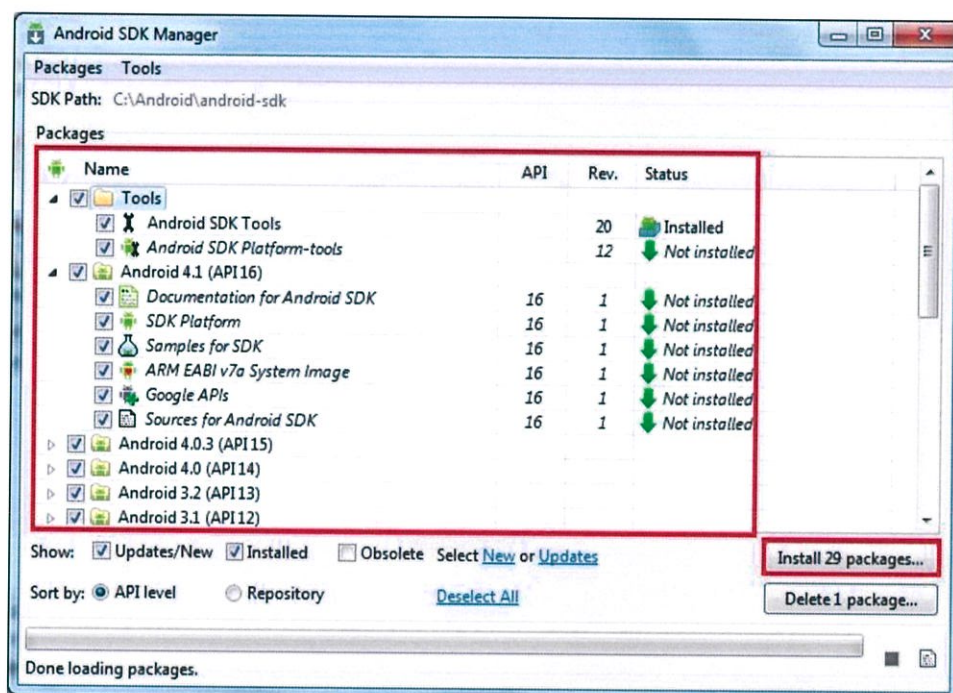 Android SDK Manager
Packages Tools
SDK Path: C:\Android\android-sdk
Packages
Name API Rev. Status
Tools
Android SDK Tools 20 Installed
Android SDK Platform-tools 12 Not installed
Android 4.1 (API 16)
Documentation for Android SDK 16 1 Not installed
SDK Platform 16 1 Not installed
Samples for SDK 16 1 Not installed
ARM EABI v7a System Image 16 1 Not installed
Google APIs 16 1 Not installed
Sources for Android SDK 16 1 Not installed
Android 4.0.3 (API 15)
Android 4.0 (API 14)
Android 3.2 (API 13)
Android 3.1 (API 12)
Show: Updates/New Installed Obsolete Select New or Updates Install 29 packages...
Sort by: API level Repository Deselect All Delete 1 package...
Done loading packages.